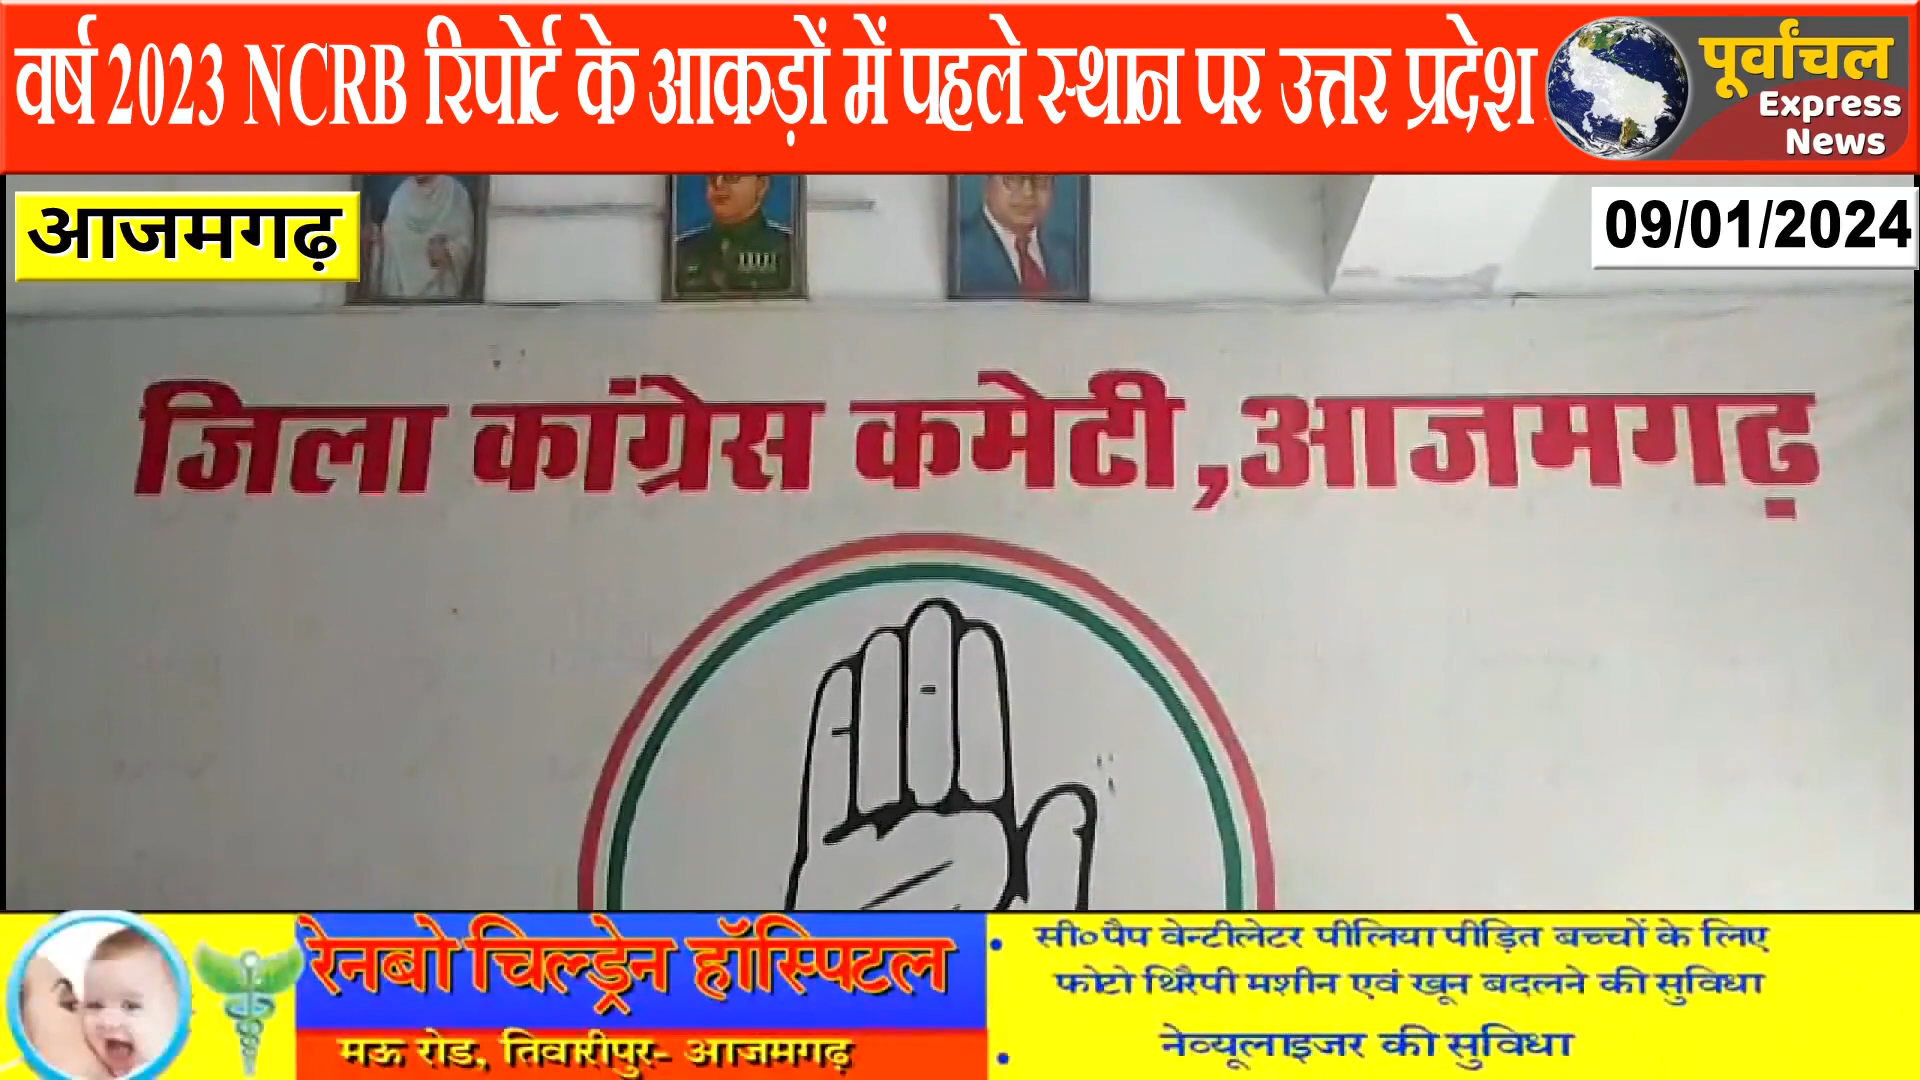 वर्ष 2023 NCRB रिपोर्ट के आकड़ों में पहले स्थान पर उत्तर प्रदेश
पूर्वांचल
Express
News
आजमगढ़
09/01/2024
जिला कांग्रेस कमेटी,आजमगढ़
रेनबो चिल्ड्रेन हॉस्पिटल
मऊ रोड, तिवारीपुर- आजमगढ़
• सी०पैप वेन्टीलेटर पीलिया पीड़ित बच्चों के लिए
फोटो थिरैपी मशीन एवं खून बदलने की सुविधा
• नेव्यूलाइजर की सुविधा